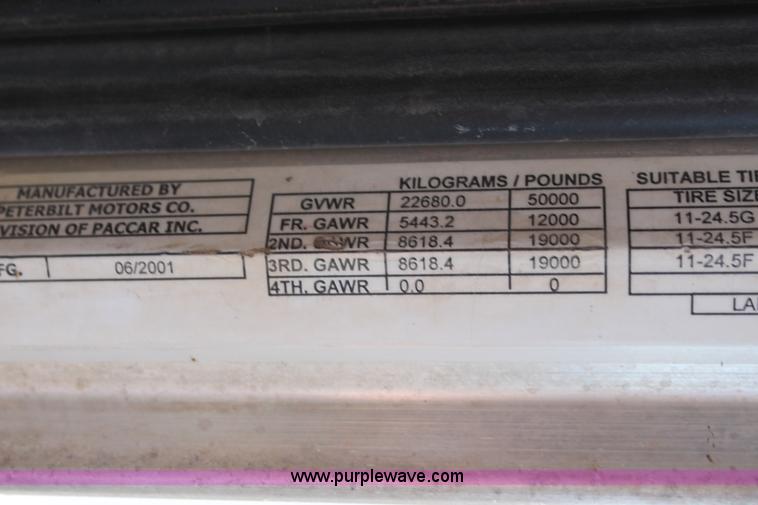 MANUFACTURED BY
PETERBILT MOTORS CO.
VISION OF PACCAR INC.
FG. 06/2001
KILOGRAMS / POUNDS
GVWR 22680.0 50000
FR. GAWR 5443.2 12000
2ND. GAWR 8618.4 19000
3RD. GAWR 8618.4 19000
4TH. GAWR 0.0 0
SUITABLE TI
TIRE SIZE
11-24.5G
11-24.5F
11-24.5F
LA
www.purplewave.com